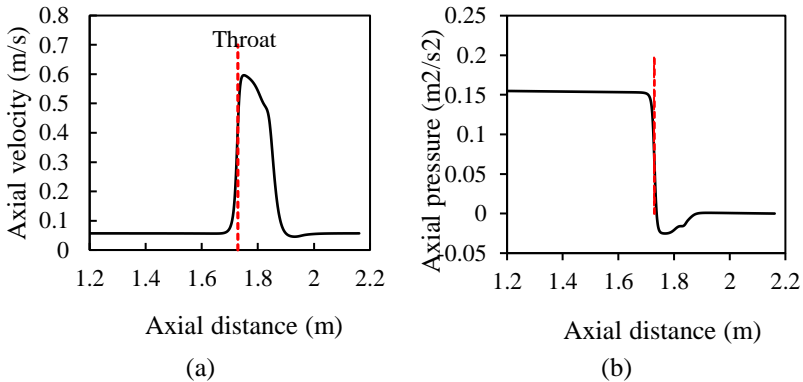 Throat
Axial velocity (m/s)
0.8
0.7
0.6
0.5
0.4
0.3
0.2
0.1
0
1.2 1.4 1.6 1.8 2 2.2
Axial distance (m)
(a)
Axial pressure (m2/s2)
0.25
0.2
0.15
0.1
0.05
0
-0.05
1.2 1.4 1.6 1.8 2 2.2
Axial distance (m)
(b)